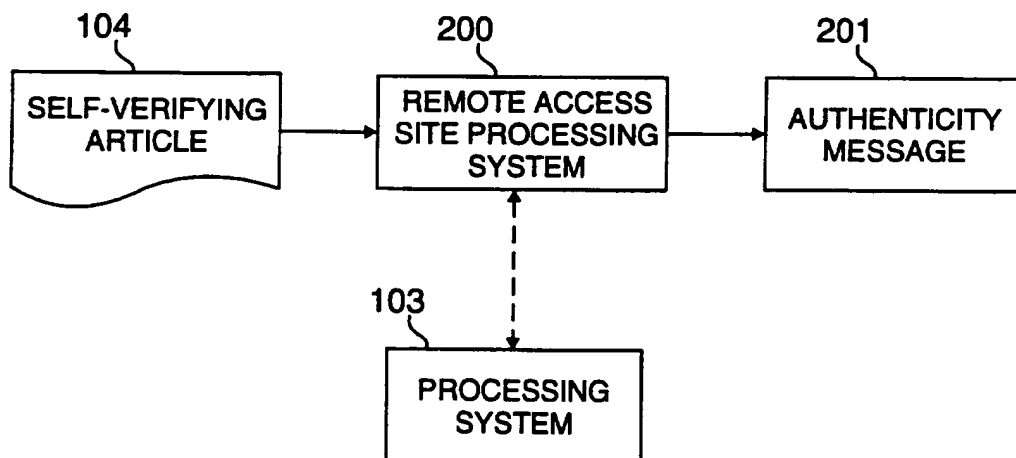 104
200
201
SELF-VERIFYING
ARTICLE
REMOTE ACCESS
SITE PROCESSING
SYSTEM
AUTHENTICITY
MESSAGE
103
PROCESSING
SYSTEM